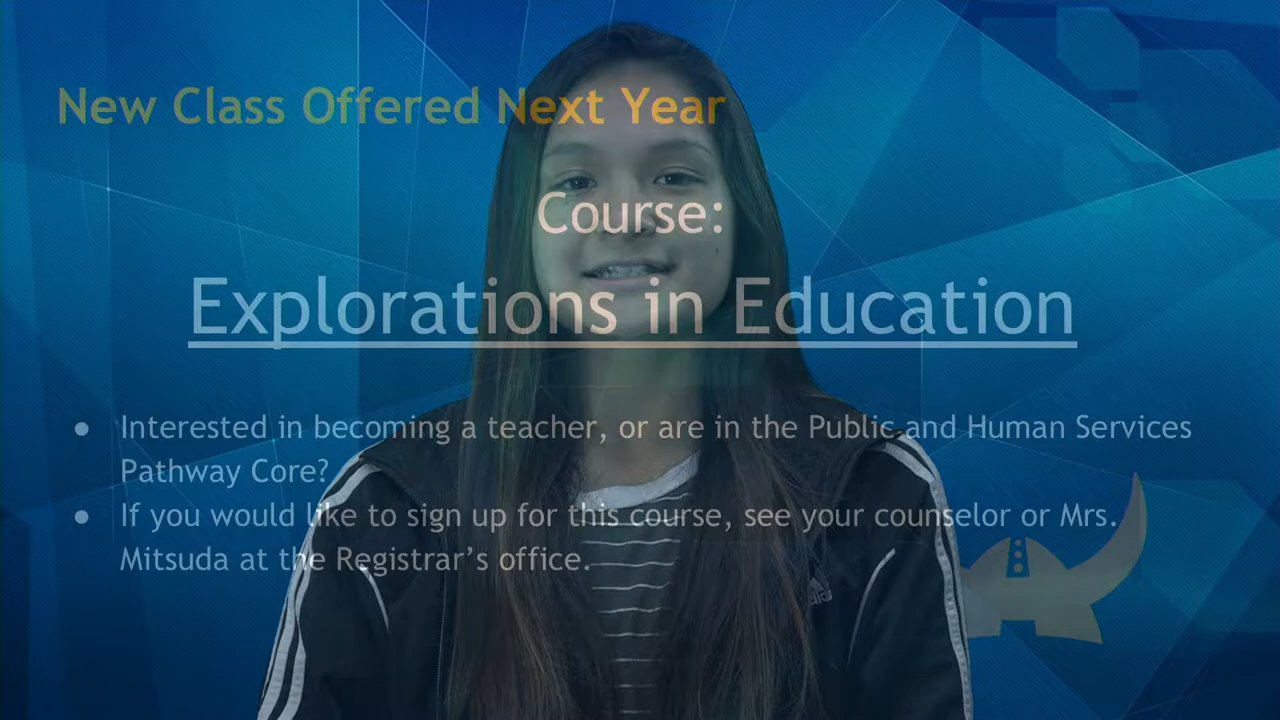 New Class Offered Next Year
Course:
Explorations in Education
● Interested in becoming a teacher, or are in the Public and Human Services
Pathway Core?
● If you would like to sign up for this course, see your counselor or Mrs.
Mitsuda at the Registrar’s office.